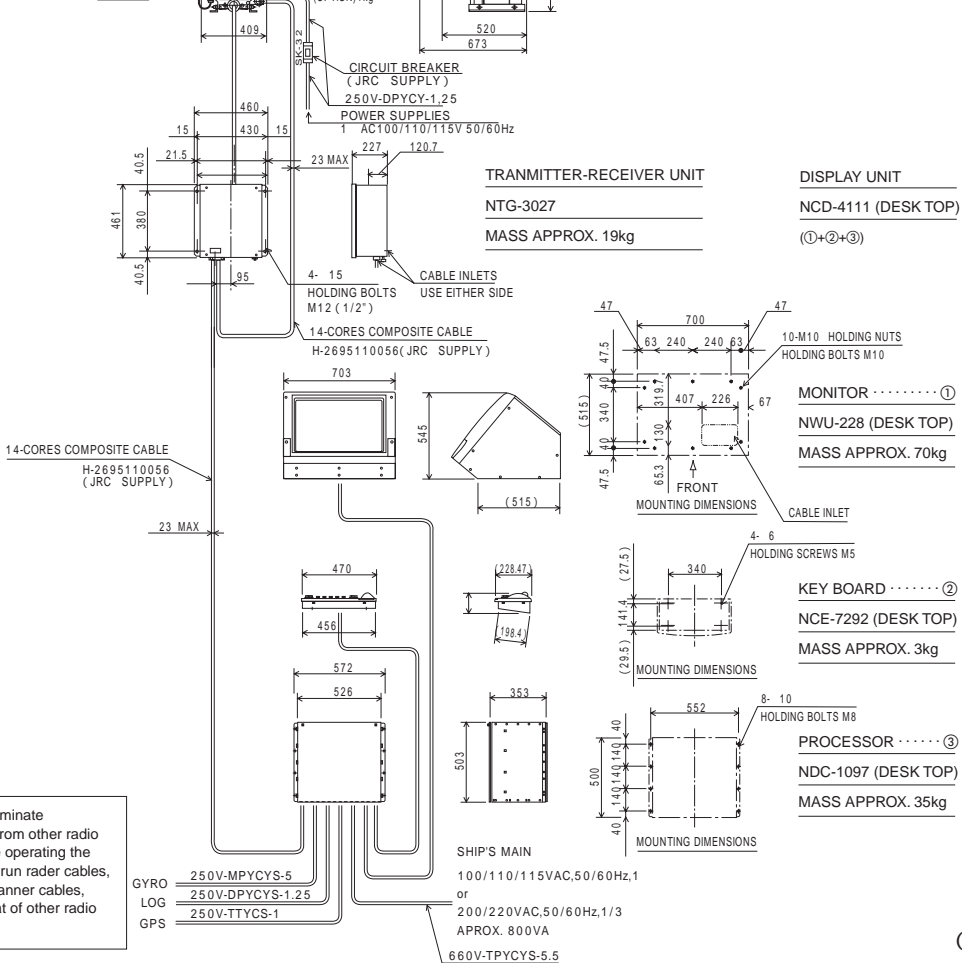 409
SK-32
520
673
CIRCUIT BREAKER
(JRC SUPPLY)
250V-DPYCY-1,25
POWER SUPPLIES
1 AC100/110/115V 50/60Hz
460
15 430 15
21.5
23 MAX
40.5
461
380
40.5
95
227
120.7
4- 15
HOLDING BOLTS
M12 (1/2")
CABLE INLETS
USE EITHER SIDE
14-CORES COMPOSITE CABLE
H-2695110056(JRC SUPPLY)
TRANMITTER-RECEIVER UNIT
NTG-3027
MASS APPROX. 19kg
DISPLAY UNIT
NCD-4111 (DESK TOP)
(①+②+③)
703
545
(515)
14-CORES COMPOSITE CABLE
H-2695110056
(JRC SUPPLY)
23 MAX
47
700
47
63 240 240 63
10-M10 HOLDING NUTS
HOLDING BOLTS M10
47.5
40
(515)
340
319.7
407 226 67
130
40
47.5
65.3
FRONT
MOUNTING DIMENSIONS
CABLE INLET
MONITOR ········· ①
NWU-228 (DESK TOP)
MASS APPROX. 70kg
470
456
(228.47)
(198.4)
4- 6
HOLDING SCREWS M5
340
(27.5)
141.4
(29.5)
MOUNTING DIMENSIONS
KEY BOARD ······· ②
NCE-7292 (DESK TOP)
MASS APPROX. 3kg
572
526
353
503
552
8- 10
HOLDING BOLTS M8
40
500
140
140
140
40
MOUNTING DIMENSIONS
PROCESSOR ······ ③
NDC-1097 (DESK TOP)
MASS APPROX. 35kg
minate
from other radio
operating the
run rader cables,
anner cables,
at of other radio
GYRO 250V-MPYCYS-5
LOG 250V-DPYCYS-1.25
GPS 250V-TTYCS-1
SHIP'S MAIN
100/110/115VAC,50/60Hz,1
or
200/220VAC,50/60Hz,1/3
APROX. 800VA
660V-TPYCYS-5.5